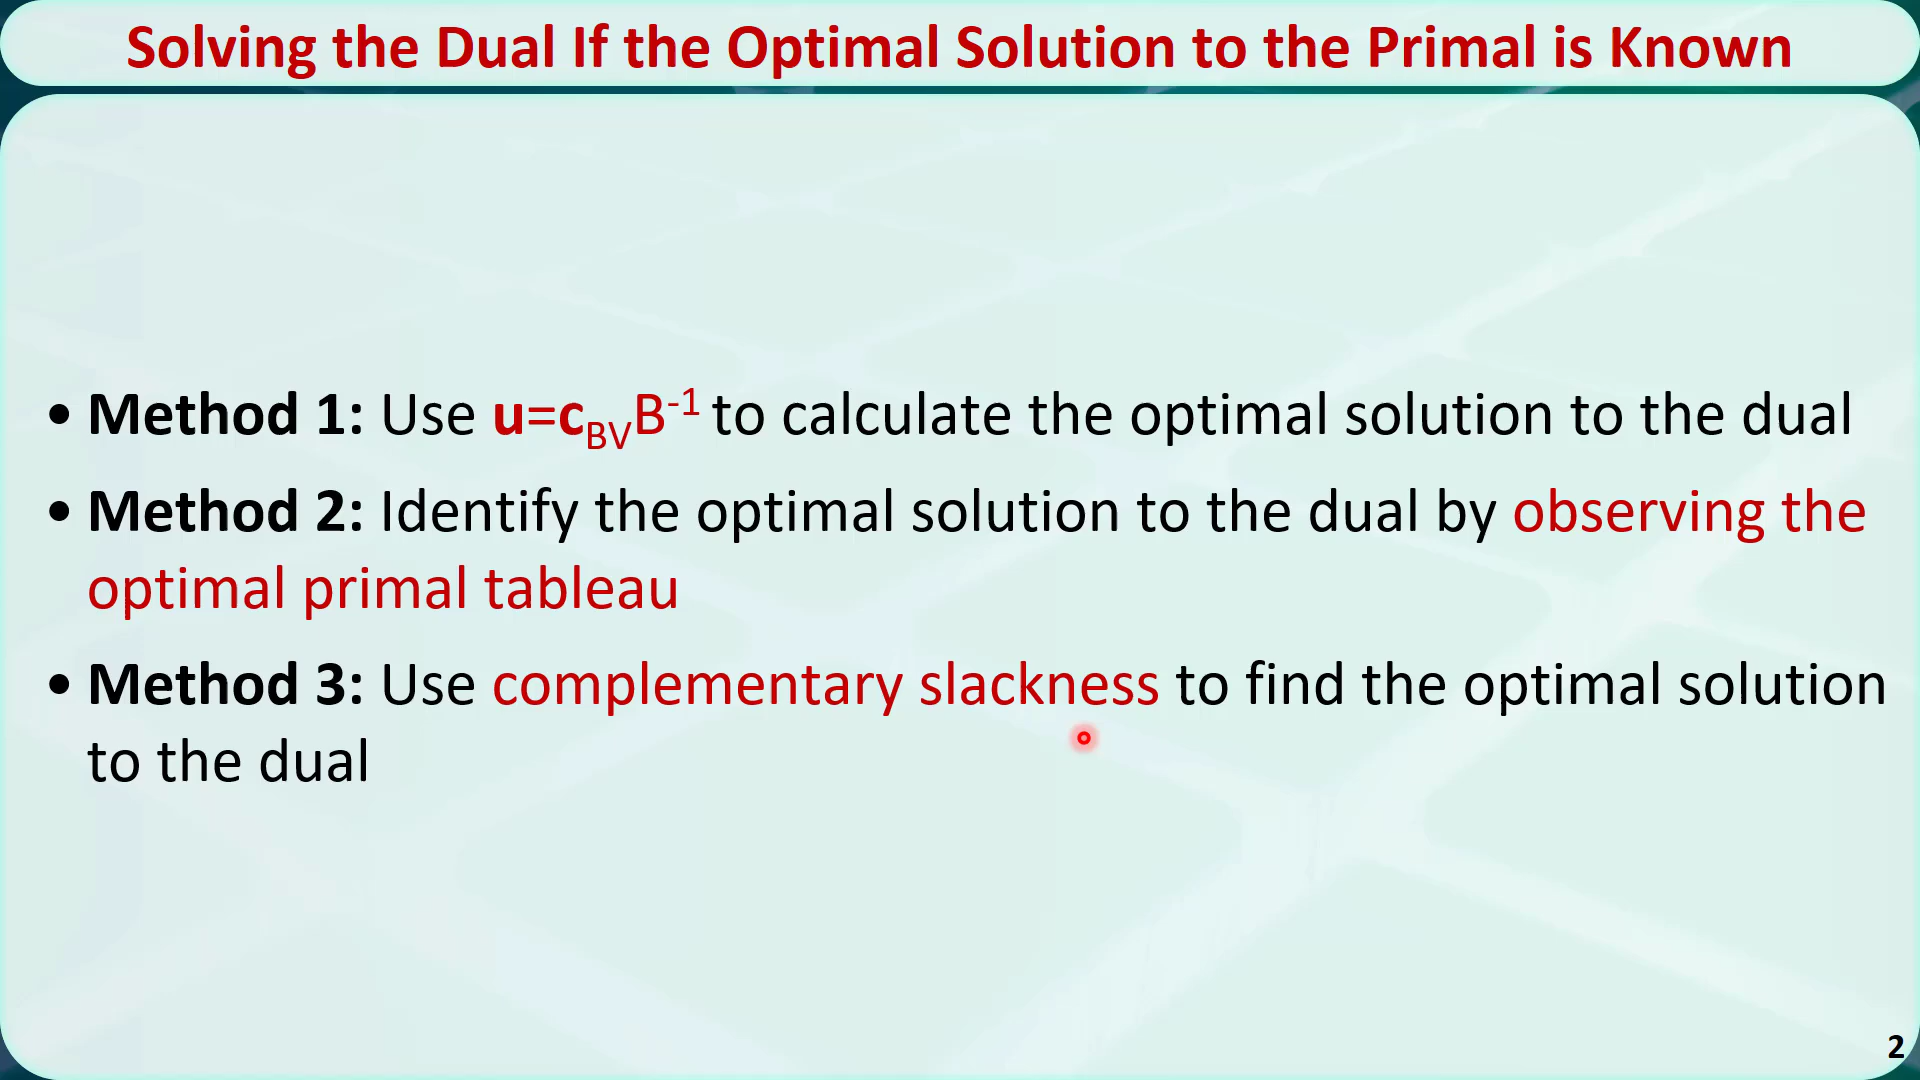 Solving the Dual If the Optimal Solution to the Primal is Known
• Method 1: Use u=c_BV B⁻¹ to calculate the optimal solution to the dual
• Method 2: Identify the optimal solution to the dual by observing the
optimal primal tableau
• Method 3: Use complementary slackness to find the optimal solution
to the dual
2